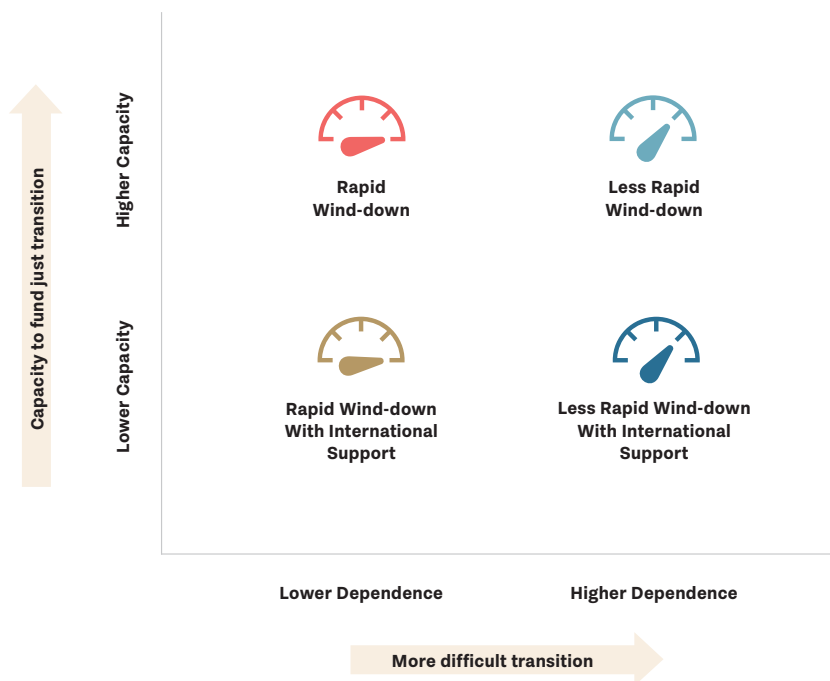 Capacity to fund just transition
Higher Capacity
Lower Capacity
Rapid
Wind-down
Less Rapid
Wind-down
Rapid Wind-down
With International
Support
Less Rapid Wind-down
With International
Support
Lower Dependence
Higher Dependence
More difficult transition